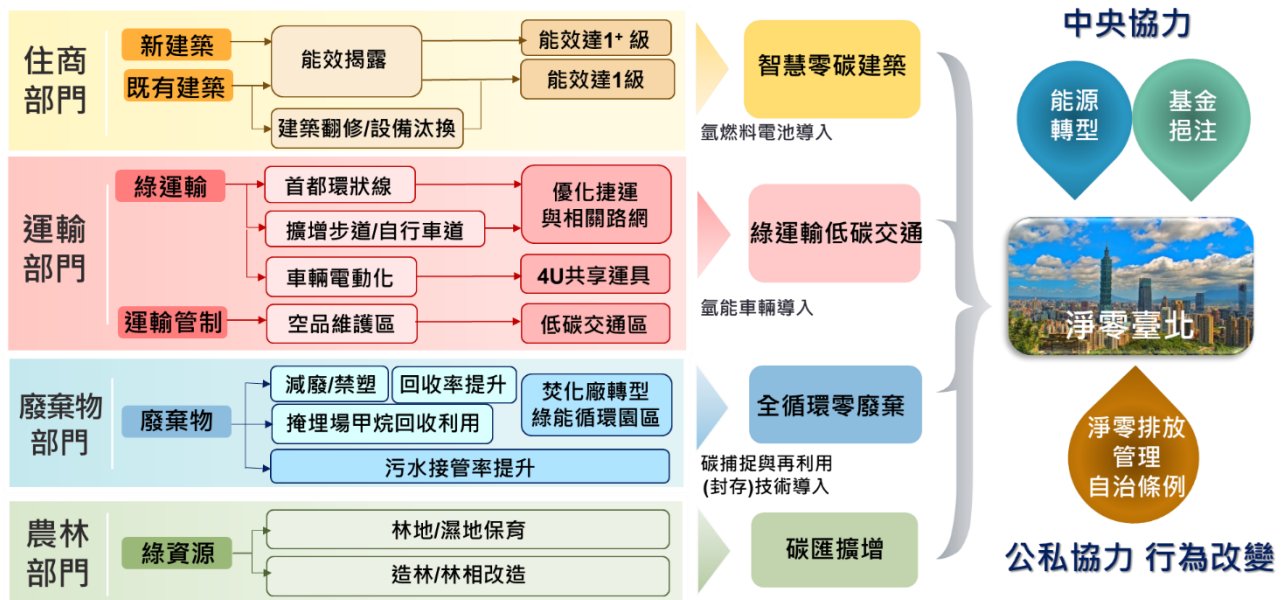 住商
部門
新建築
既有建築
能效揭露
建築翻修/設備汰換
能效達1⁺ 級
能效達1級
智慧零碳建築
氫燃料電池導入
運輸
部門
綠運輸
運輸管制
首都環狀線
擴增步道/自行車道
車輛電動化
空品維護區
優化捷運
與相關路網
4U共享運具
低碳交通區
綠運輸低碳交通
氫能車輛導入
廢棄物
部門
廢棄物
減廢/禁塑
回收率提升
掩埋場甲烷回收利用
焚化廠轉型
綠能循環園區
污水接管率提升
全循環零廢棄
碳捕捉與再利用
(封存)技術導入
農林
部門
綠資源
林地/濕地保育
造林/林相改造
碳匯擴增
中央協力
能源
轉型
基金
挹注
淨零臺北
淨零排放
管理
自治條例
公私協力 行為改變